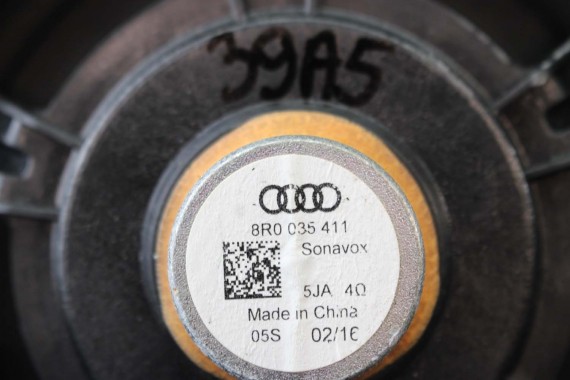 39A5
8R0 035 411
Sonavox
5JA 4Ω
Made in China
05S 02/16